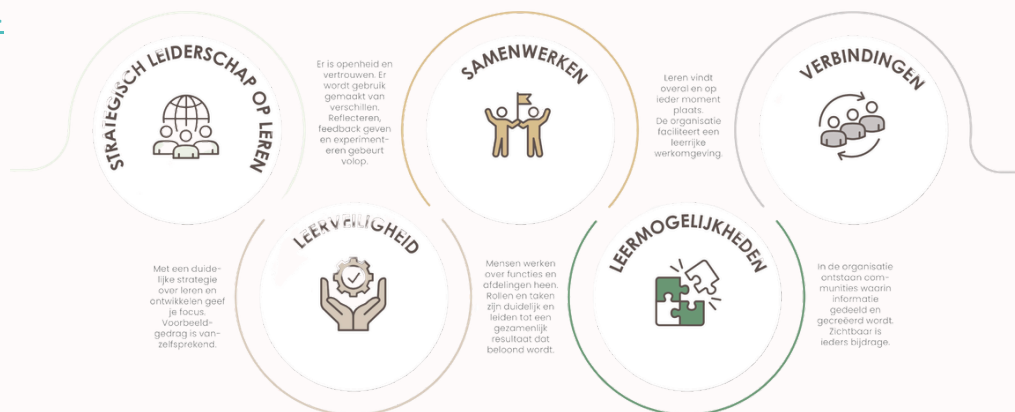 STRATEGISCH LEIDERSCHAP OP LEREN
Met een duide-
lijke strategie
over leren en
ontwikkelen geef
je focus.
Voorbeeld-
gedrag is van-
zelfsprekend.
LEERVEILIGHEID
Er is openheid en
vertrouwen. Er
wordt gebruik
gemaakt van
verschillen.
Reflecteren,
feedback geven
en experiment-
eren gebeurt
volop.
SAMENWERKEN
Mensen werken
over functies en
afdelingen heen.
Rollen en taken
zijn duidelijk en
leiden tot een
gezamenlijk
resultaat dat
beloond wordt.
LEERMOGELIJKHEDEN
Leren vindt
overal en op
ieder moment
plaats.
De organisatie
faciliteert een
leerrijke
werkomgeving.
VERBINDINGEN
In de organisatie
ontstaan com-
munities waarin
informatie
gedeeld en
gecreëerd wordt.
Zichtbaar is
ieders bijdrage.